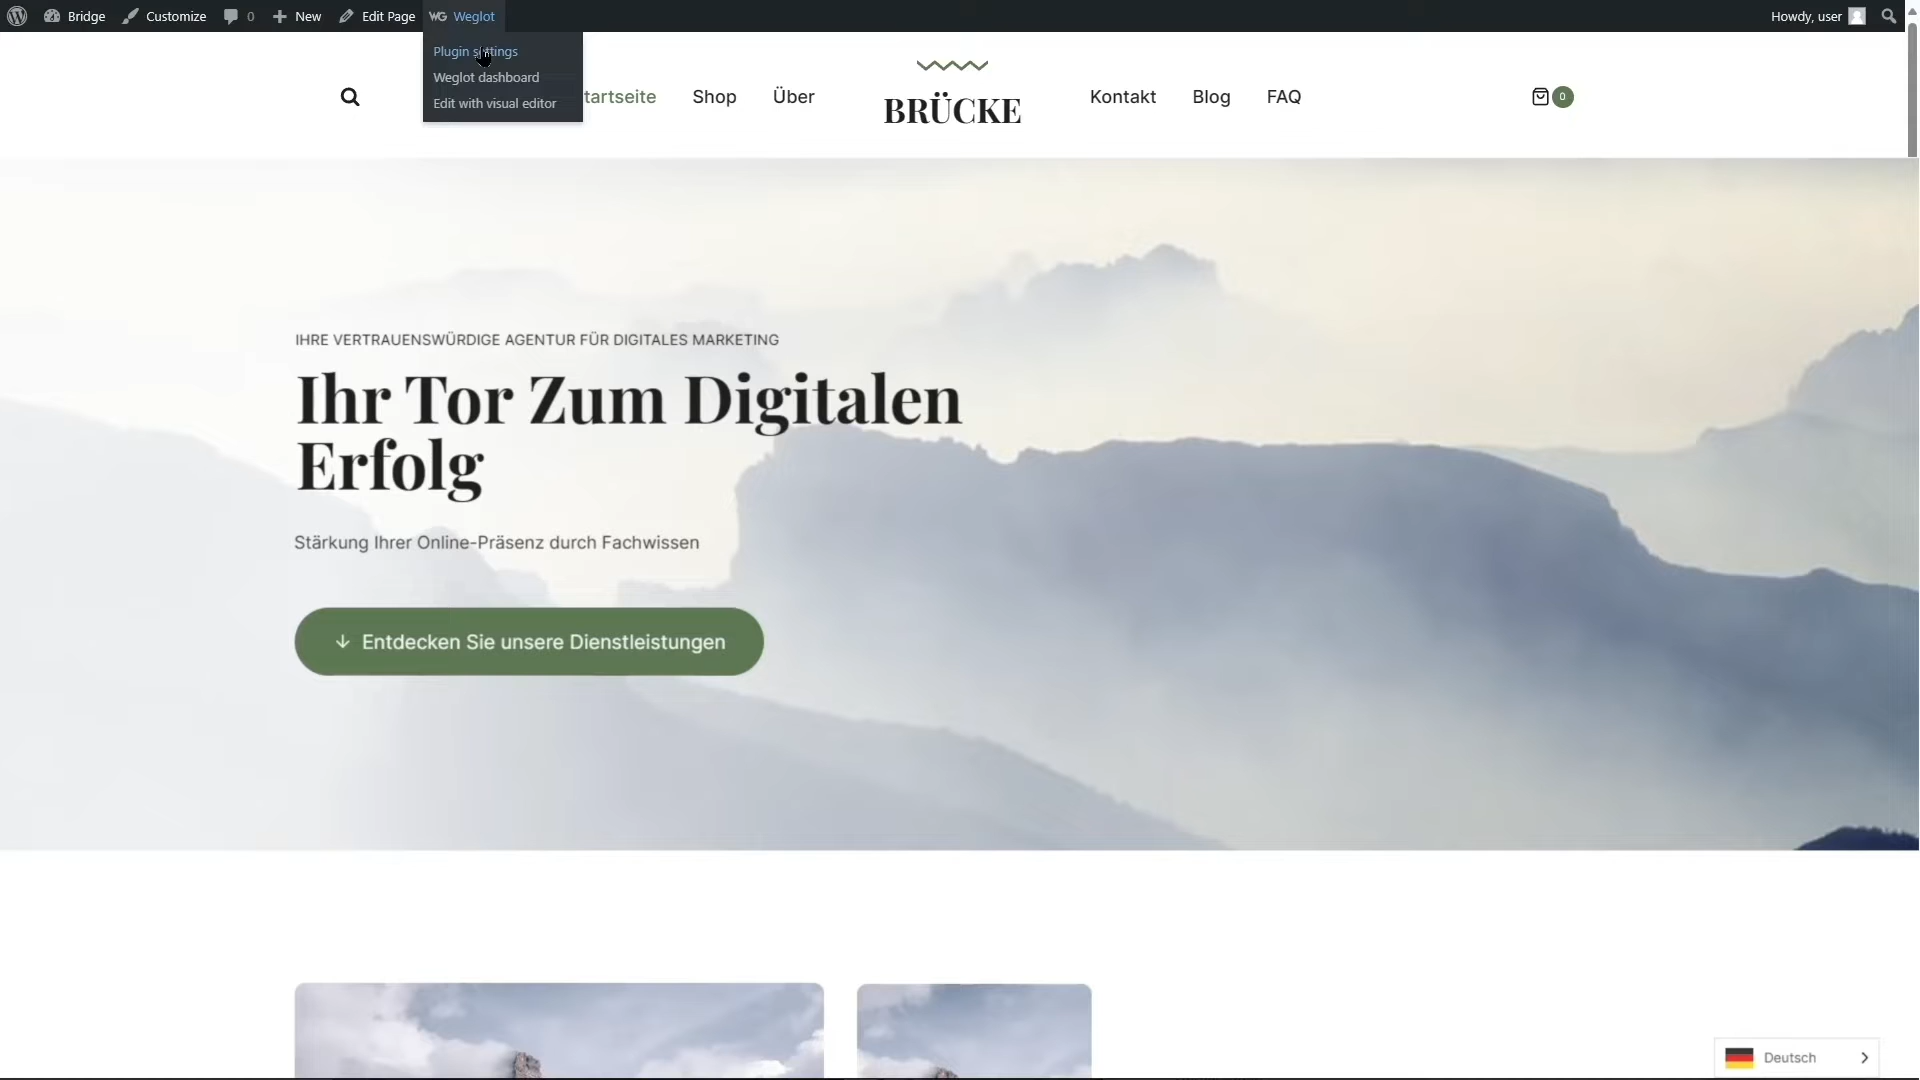 Bridge
Customize
0
New
Edit Page
WG Weglot
Howdy, user
Plugin settings
Weglot dashboard
Edit with visual editor
tartseite
Shop
Über
BRÜCKE
Kontakt
Blog
FAQ
0
IHRE VERTRAUENSWÜRDIGE AGENTUR FÜR DIGITALES MARKETING
Ihr Tor Zum Digitalen
Erfolg
Stärkung Ihrer Online-Präsenz durch Fachwissen
Entdecken Sie unsere Dienstleistungen
Deutsch